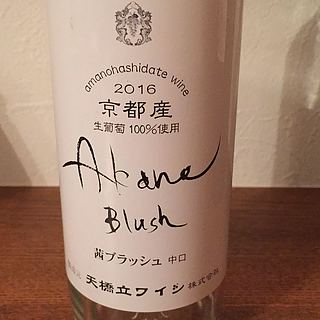 amanohashidate wine
2016
京都産
生葡萄100%使用
Akane
Blush
茜ブラッシュ 中口
天橋立ワイン株式会社